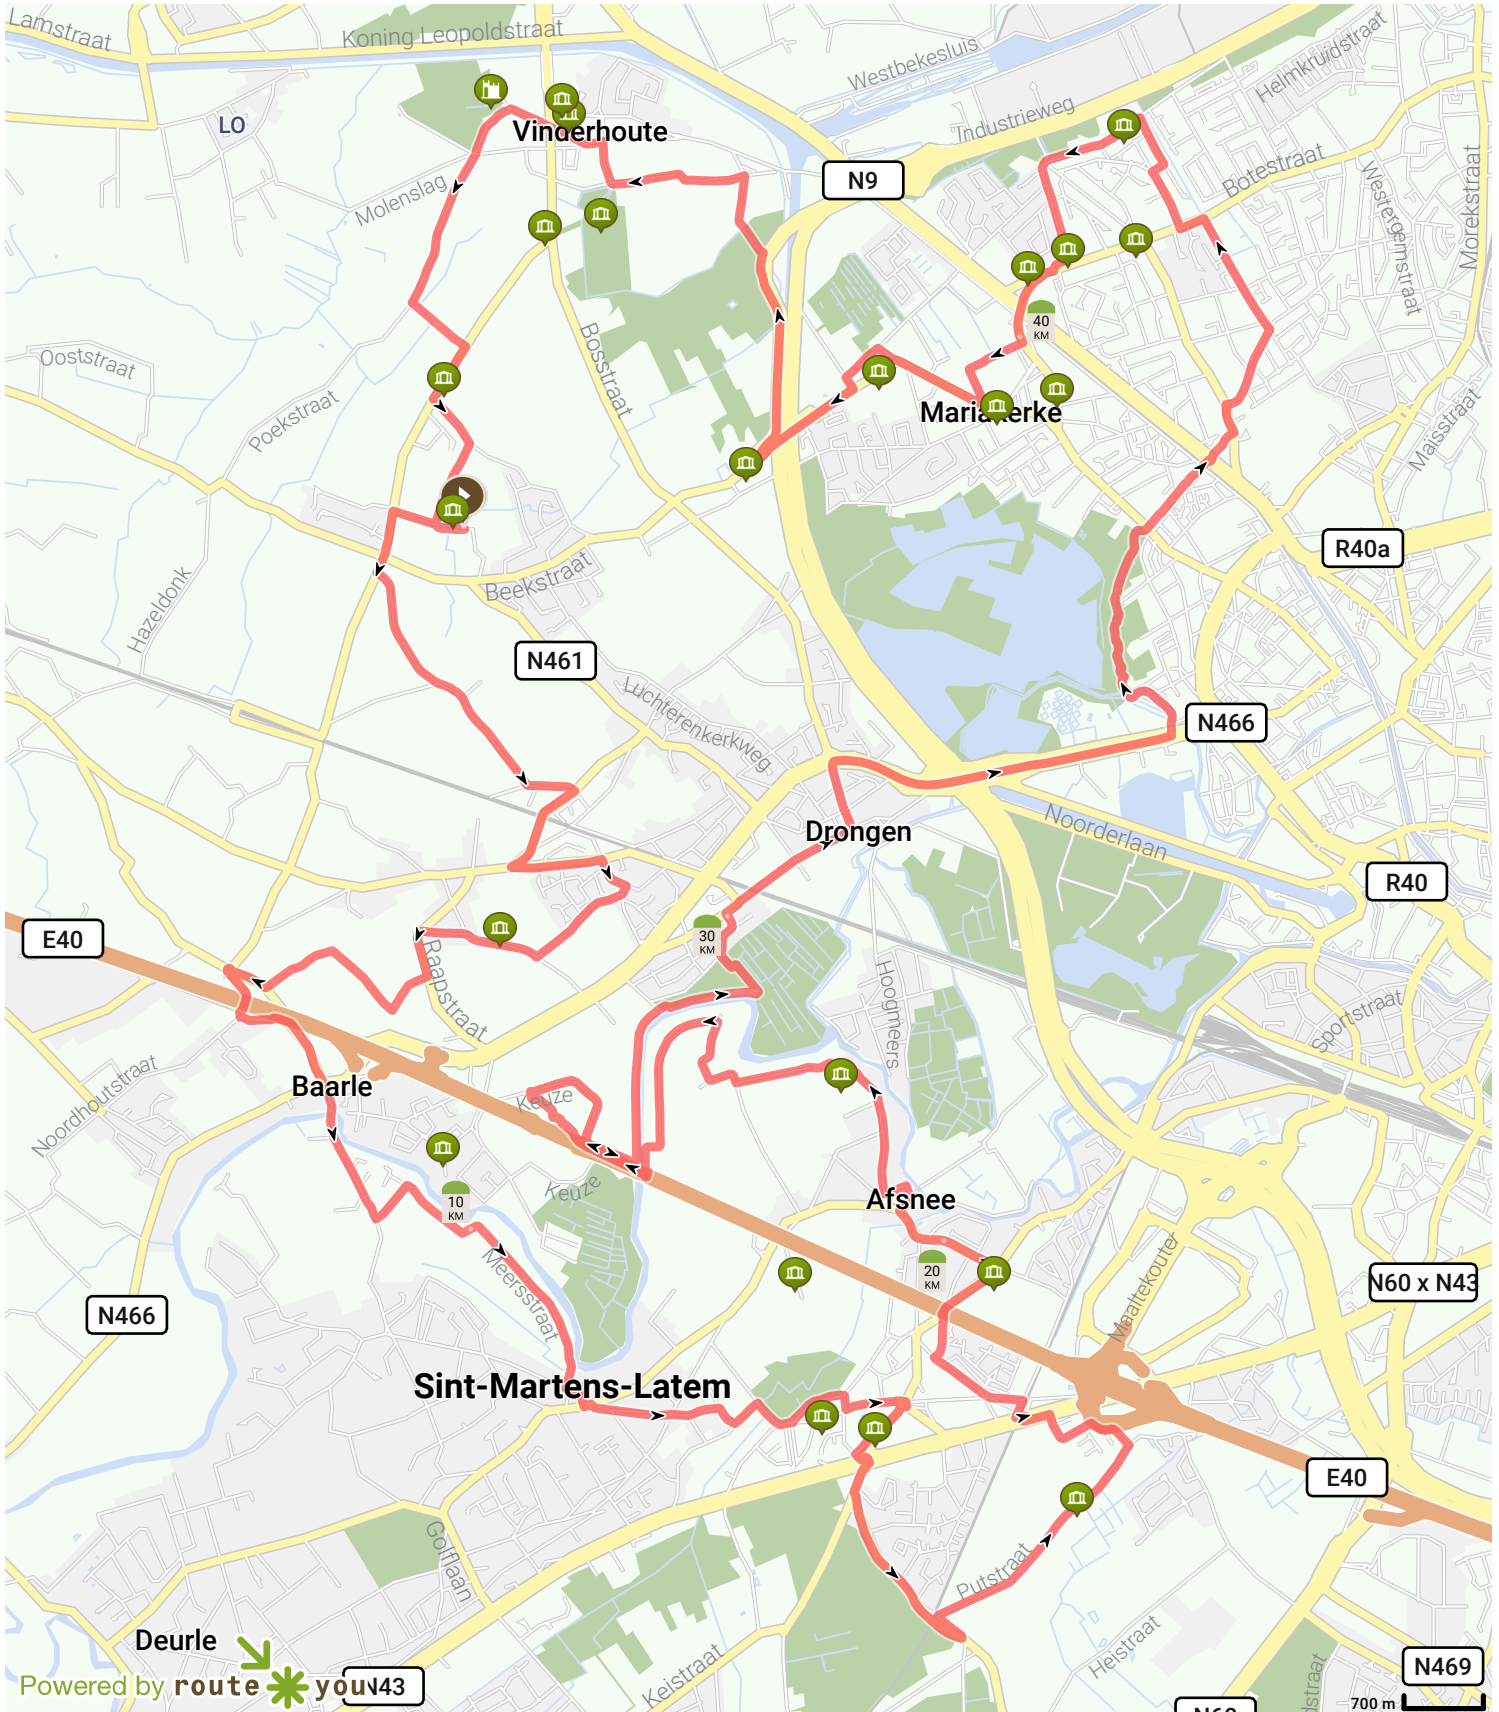 Lamstraat
Koning Leopoldstraat
Westbekesluis
Helmkruidstraat
LO
Vinderhoute
Industrieweg
Botestraat
Morekstraat
Westergemstraat
N9
Molenslag
Ooststraat
Bosstraat
40
KM
Poekstraat
Maïsstraat
R40a
Hazeldonk
Beekstraat
N461
Luchterenkerkweg
N466
Drongen
Noorderlaan
R40
E40
30
KM
Raapstraat
Hoogmeers
Sportstraat
Noordhoutstraat
Baarle
Keuze
10
KM
Keuze
Afsnee
Meersstraat
20
KM
Maaltekouter
N60 x N43
N466
Sint-Martens-Latem
E40
Golflaan
Putstraat
Deurle
Heistraat
Keistraat
N469
Powered by route you
N43
700 m